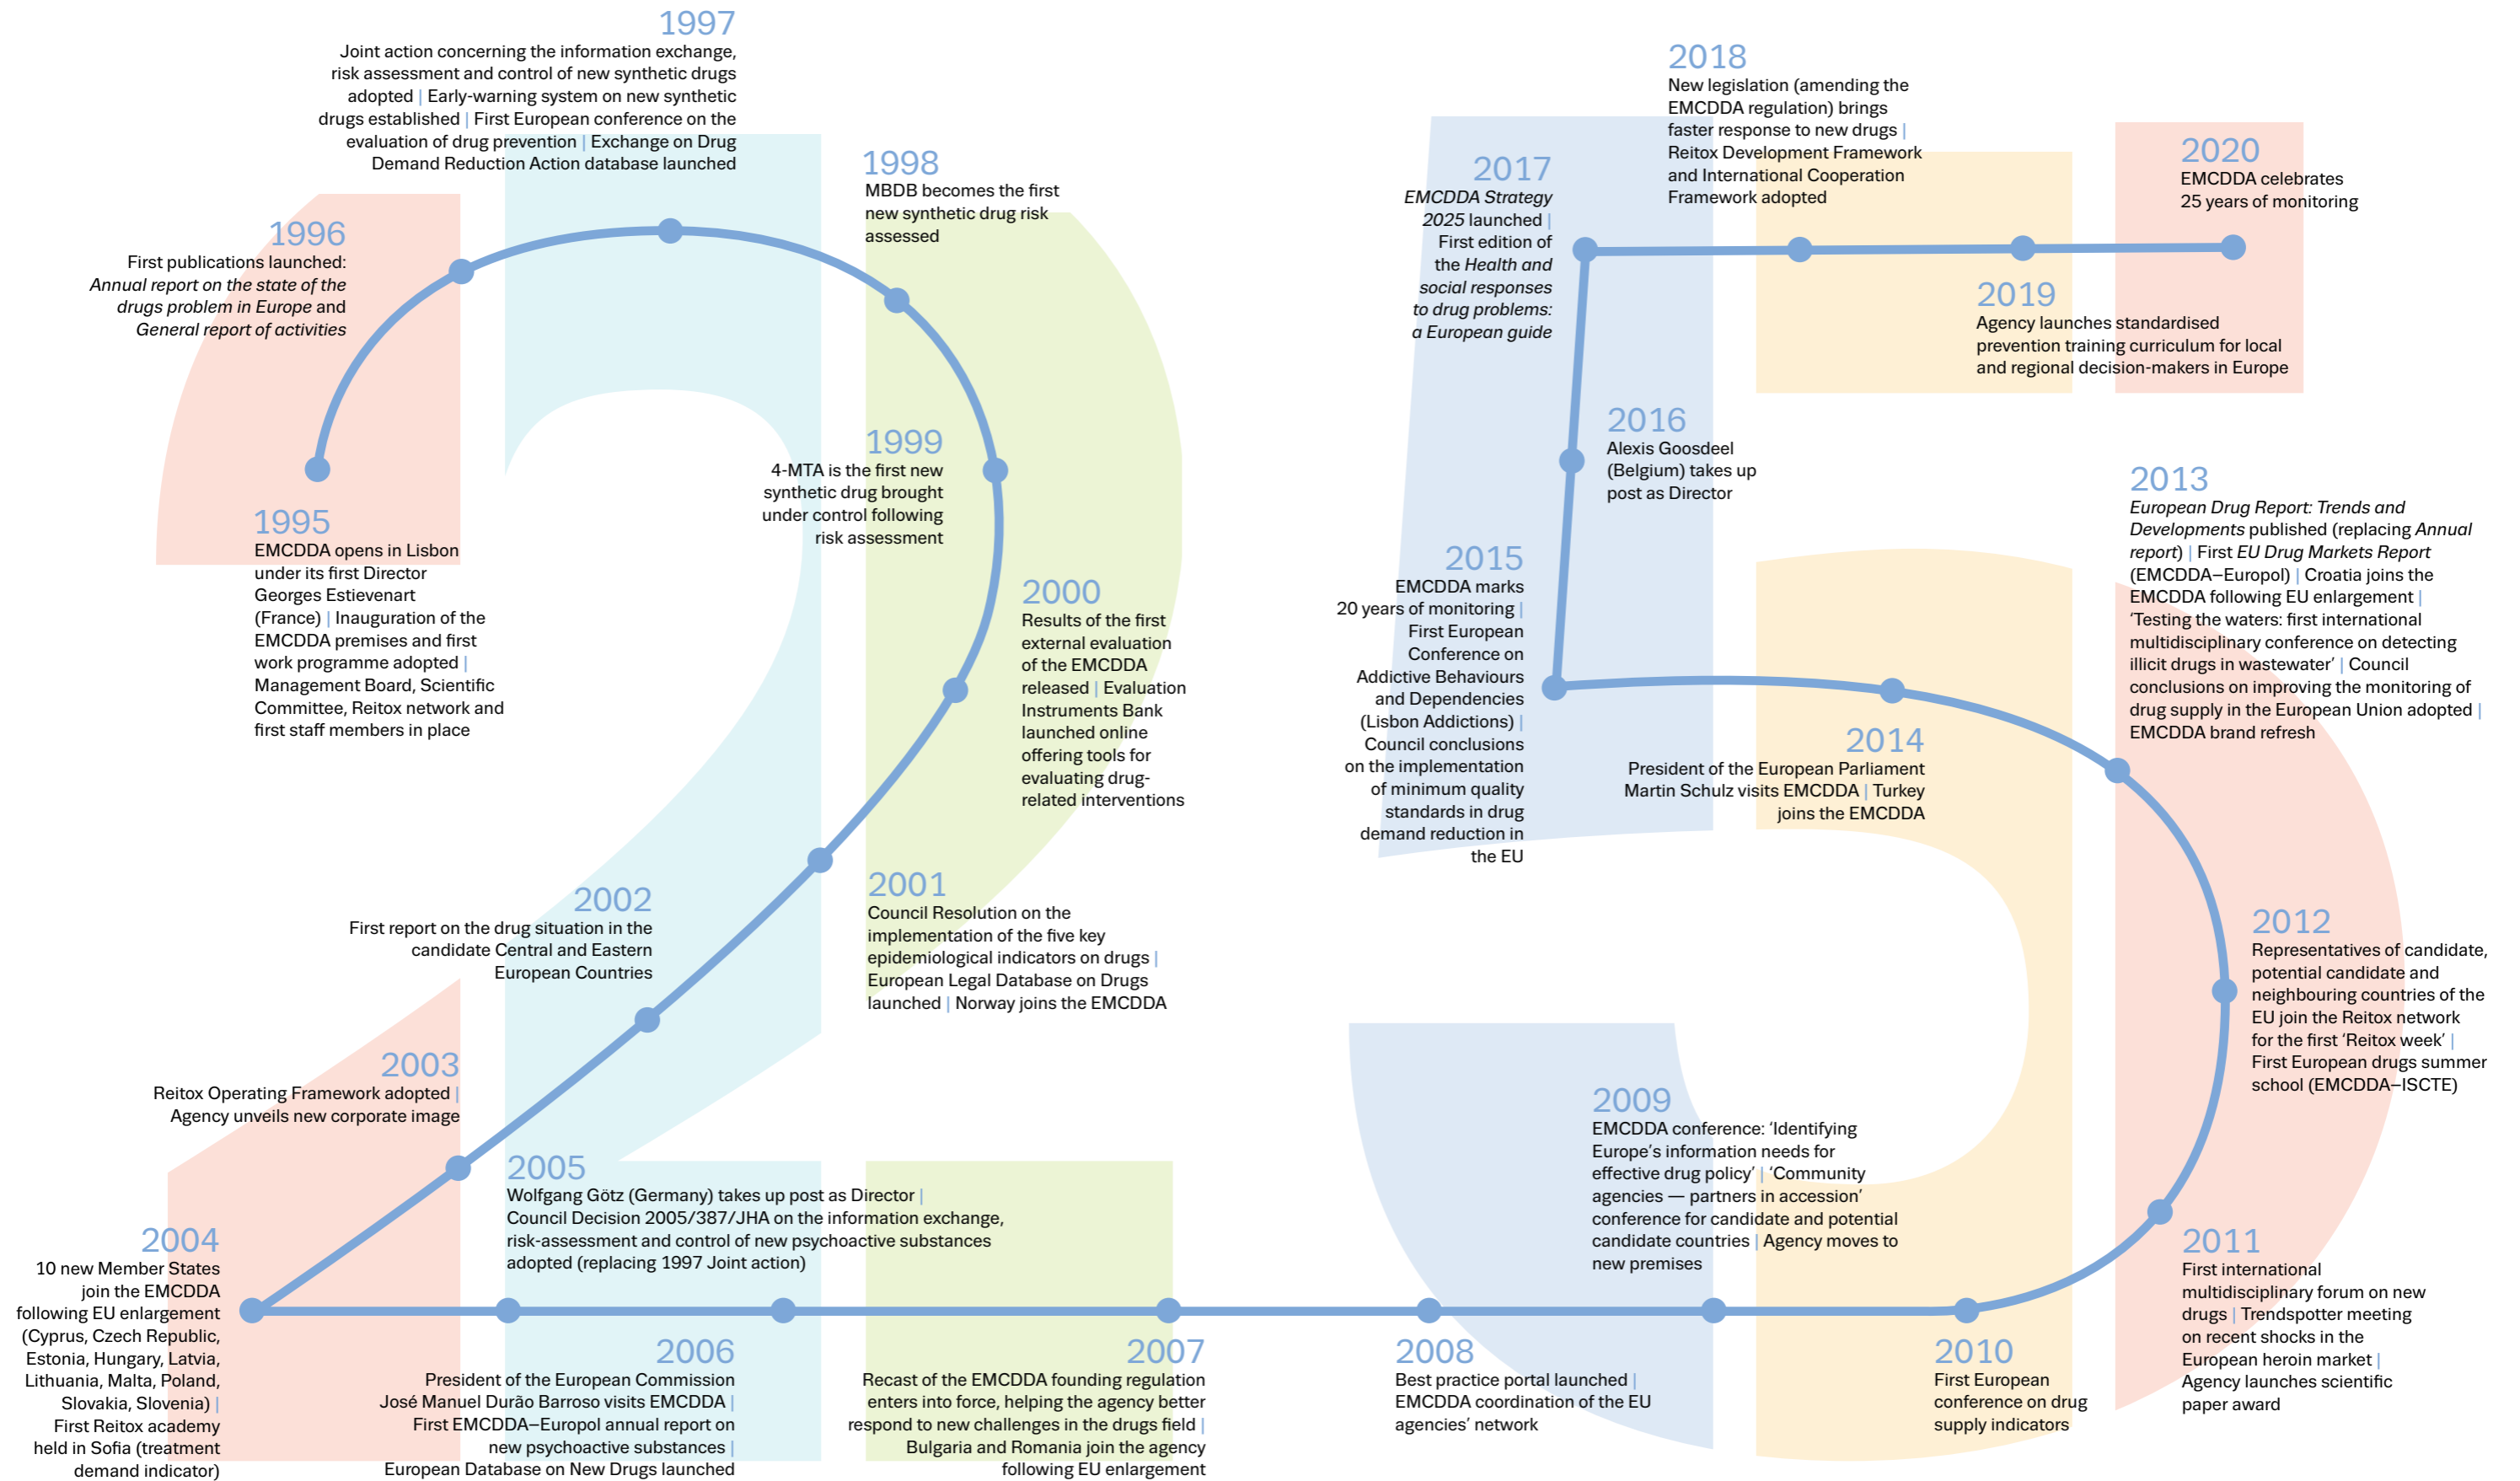 1995
EMCDDA opens in Lisbon
under its first Director
Georges Estievenart
(France) | Inauguration of the
EMCDDA premises and first
work programme adopted |
Management Board, Scientific
Committee, Reitox network and
first staff members in place
1996
First publications launched:
Annual report on the state of the
drugs problem in Europe and
General report of activities
1997
Joint action concerning the information exchange,
risk assessment and control of new synthetic drugs
adopted | Early-warning system on new synthetic
drugs established | First European conference on the
evaluation of drug prevention | Exchange on Drug
Demand Reduction Action database launched
1998
MBDB becomes the first
new synthetic drug risk
assessed
1999
4-MTA is the first new
synthetic drug brought
under control following
risk assessment
2000
Results of the first
external evaluation
of the EMCDDA
released | Evaluation
Instruments Bank
launched online
offering tools for
evaluating drug-
related interventions
2001
Council Resolution on the
implementation of the five key
epidemiological indicators on drugs |
European Legal Database on Drugs
launched | Norway joins the EMCDDA
2002
First report on the drug situation in the
candidate Central and Eastern
European Countries
2003
Reitox Operating Framework adopted |
Agency unveils new corporate image
2004
10 new Member States
join the EMCDDA
following EU enlargement
(Cyprus, Czech Republic,
Estonia, Hungary, Latvia,
Lithuania, Malta, Poland,
Slovakia, Slovenia) |
First Reitox academy
held in Sofia (treatment
demand indicator)
2005
Wolfgang Götz (Germany) takes up post as Director |
Council Decision 2005/387/JHA on the information exchange,
risk-assessment and control of new psychoactive substances
adopted (replacing 1997 Joint action)
2006
President of the European Commission
José Manuel Durão Barroso visits EMCDDA |
First EMCDDA–Europol annual report on
new psychoactive substances |
European Database on New Drugs launched
2007
Recast of the EMCDDA founding regulation
enters into force, helping the agency better
respond to new challenges in the drugs field |
Bulgaria and Romania join the agency
following EU enlargement
2008
Best practice portal launched |
EMCDDA coordination of the EU
agencies’ network
2009
EMCDDA conference: ‘Identifying
Europe’s information needs for
effective drug policy’ | ‘Community
agencies — partners in accession’
conference for candidate and potential
candidate countries | Agency moves to
new premises
2010
First European
conference on drug
supply indicators
2011
First international
multidisciplinary forum on new
drugs | Trendspotter meeting
on recent shocks in the
European heroin market |
Agency launches scientific
paper award
2012
Representatives of candidate,
potential candidate and
neighbouring countries of the
EU join the Reitox network
for the first ‘Reitox week’ |
First European drugs summer
school (EMCDDA–ISCTE)
2013
European Drug Report: Trends and
Developments published (replacing Annual
report) | First EU Drug Markets Report
(EMCDDA–Europol) | Croatia joins the
EMCDDA following EU enlargement |
‘Testing the waters: first international
multidisciplinary conference on detecting
illicit drugs in wastewater’ | Council
conclusions on improving the monitoring of
drug supply in the European Union adopted |
EMCDDA brand refresh
2014
President of the European Parliament
Martin Schulz visits EMCDDA | Turkey
joins the EMCDDA
2015
EMCDDA marks
20 years of monitoring |
First European
Conference on
Addictive Behaviours
and Dependencies
(Lisbon Addictions) |
Council conclusions
on the implementation
of minimum quality
standards in drug
demand reduction in
the EU
2016
Alexis Goosdeel
(Belgium) takes up
post as Director
2017
EMCDDA Strategy
2025 launched |
First edition of
the Health and
social responses
to drug problems:
a European guide
2018
New legislation (amending the
EMCDDA regulation) brings
faster response to new drugs |
Reitox Development Framework
and International Cooperation
Framework adopted
2019
Agency launches standardised
prevention training curriculum for local
and regional decision-makers in Europe
2020
EMCDDA celebrates
25 years of monitoring